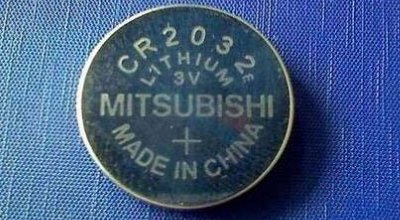 CR2032
LITHIUM
3V
MITSUBISHI
+
MADE IN CHINA